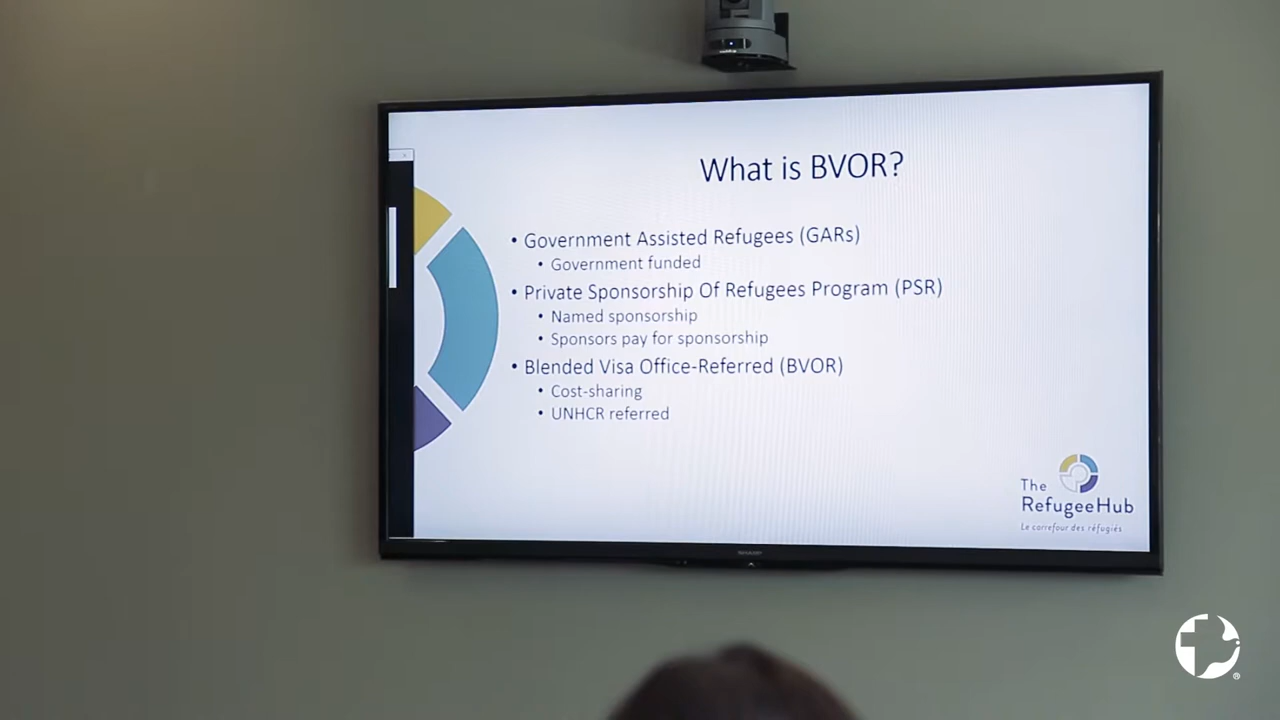 What is BVOR?
• Government Assisted Refugees (GARs)
• Government funded
• Private Sponsorship Of Refugees Program (PSR)
• Named sponsorship
• Sponsors pay for sponsorship
• Blended Visa Office-Referred (BVOR)
• Cost-sharing
• UNHCR referred
The
RefugeeHub
Le carrefour des réfugiés
SHARP
®